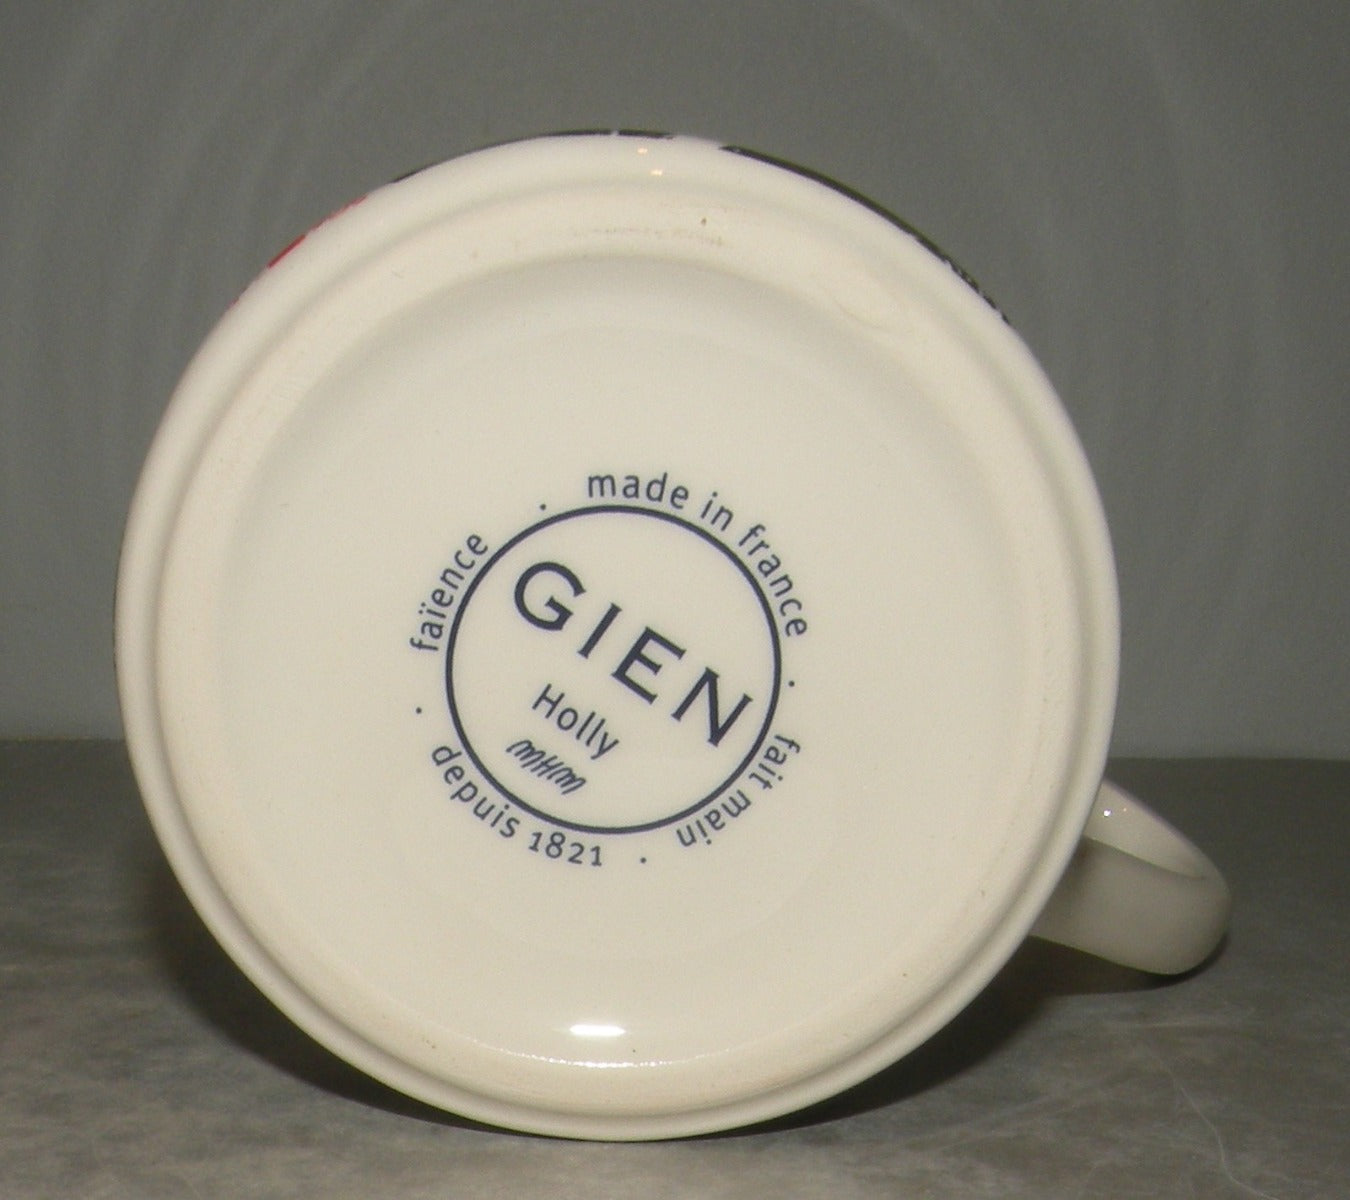 made in france · fait main · depuis 1821 · faïence ·
GIEN
Holly